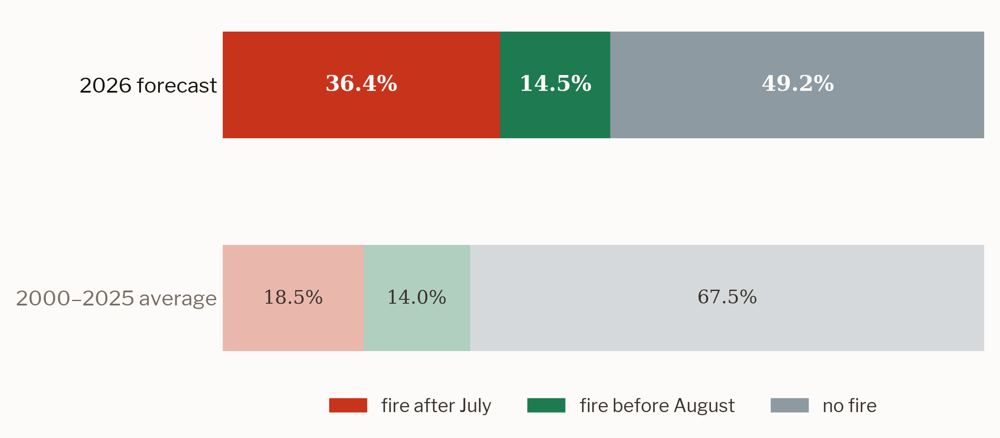 2026 forecast 36.4% 14.5% 49.2%
2000–2025 average 18.5% 14.0% 67.5%
fire after July fire before August no fire